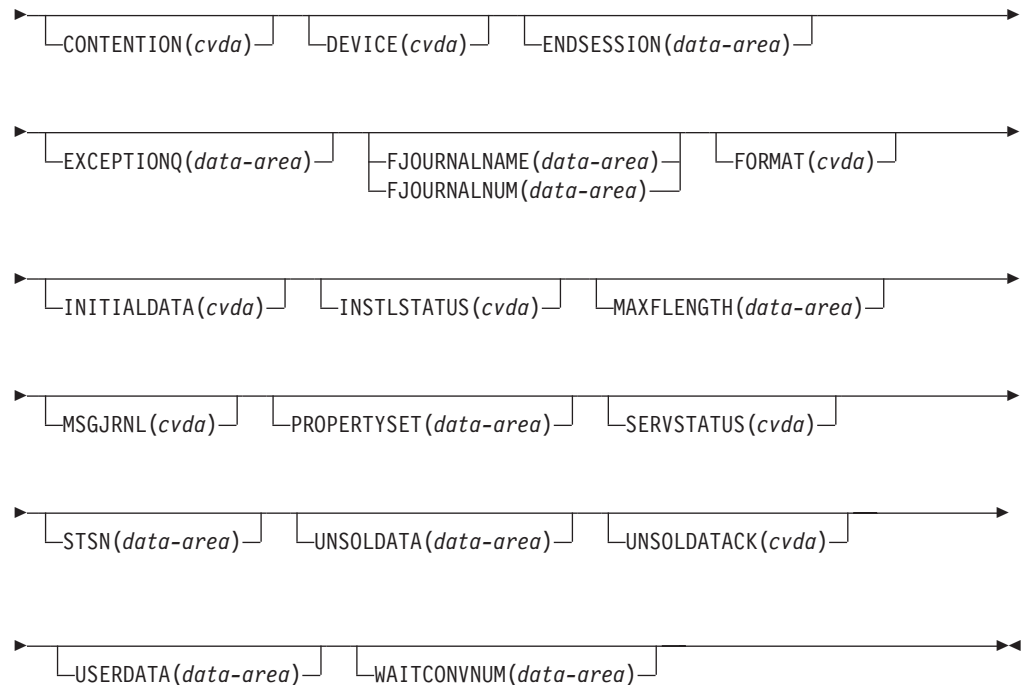 CONTENTION(cvda) DEVICE(cvda) ENDSESSION(data-area)
EXCEPTIONQ(data-area) FJOURNALNAME(data-area) FORMAT(cvda)
FJOURNALNUM(data-area)
INITIALDATA(cvda) INSTLSTATUS(cvda) MAXFLENGTH(data-area)
MSGJRNL(cvda) PROPERTYSET(data-area) SERVSTATUS(cvda)
STSN(data-area) UNSOLDATA(data-area) UNSOLDATACK(cvda)
USERDATA(data-area) WAITCONVNUM(data-area)